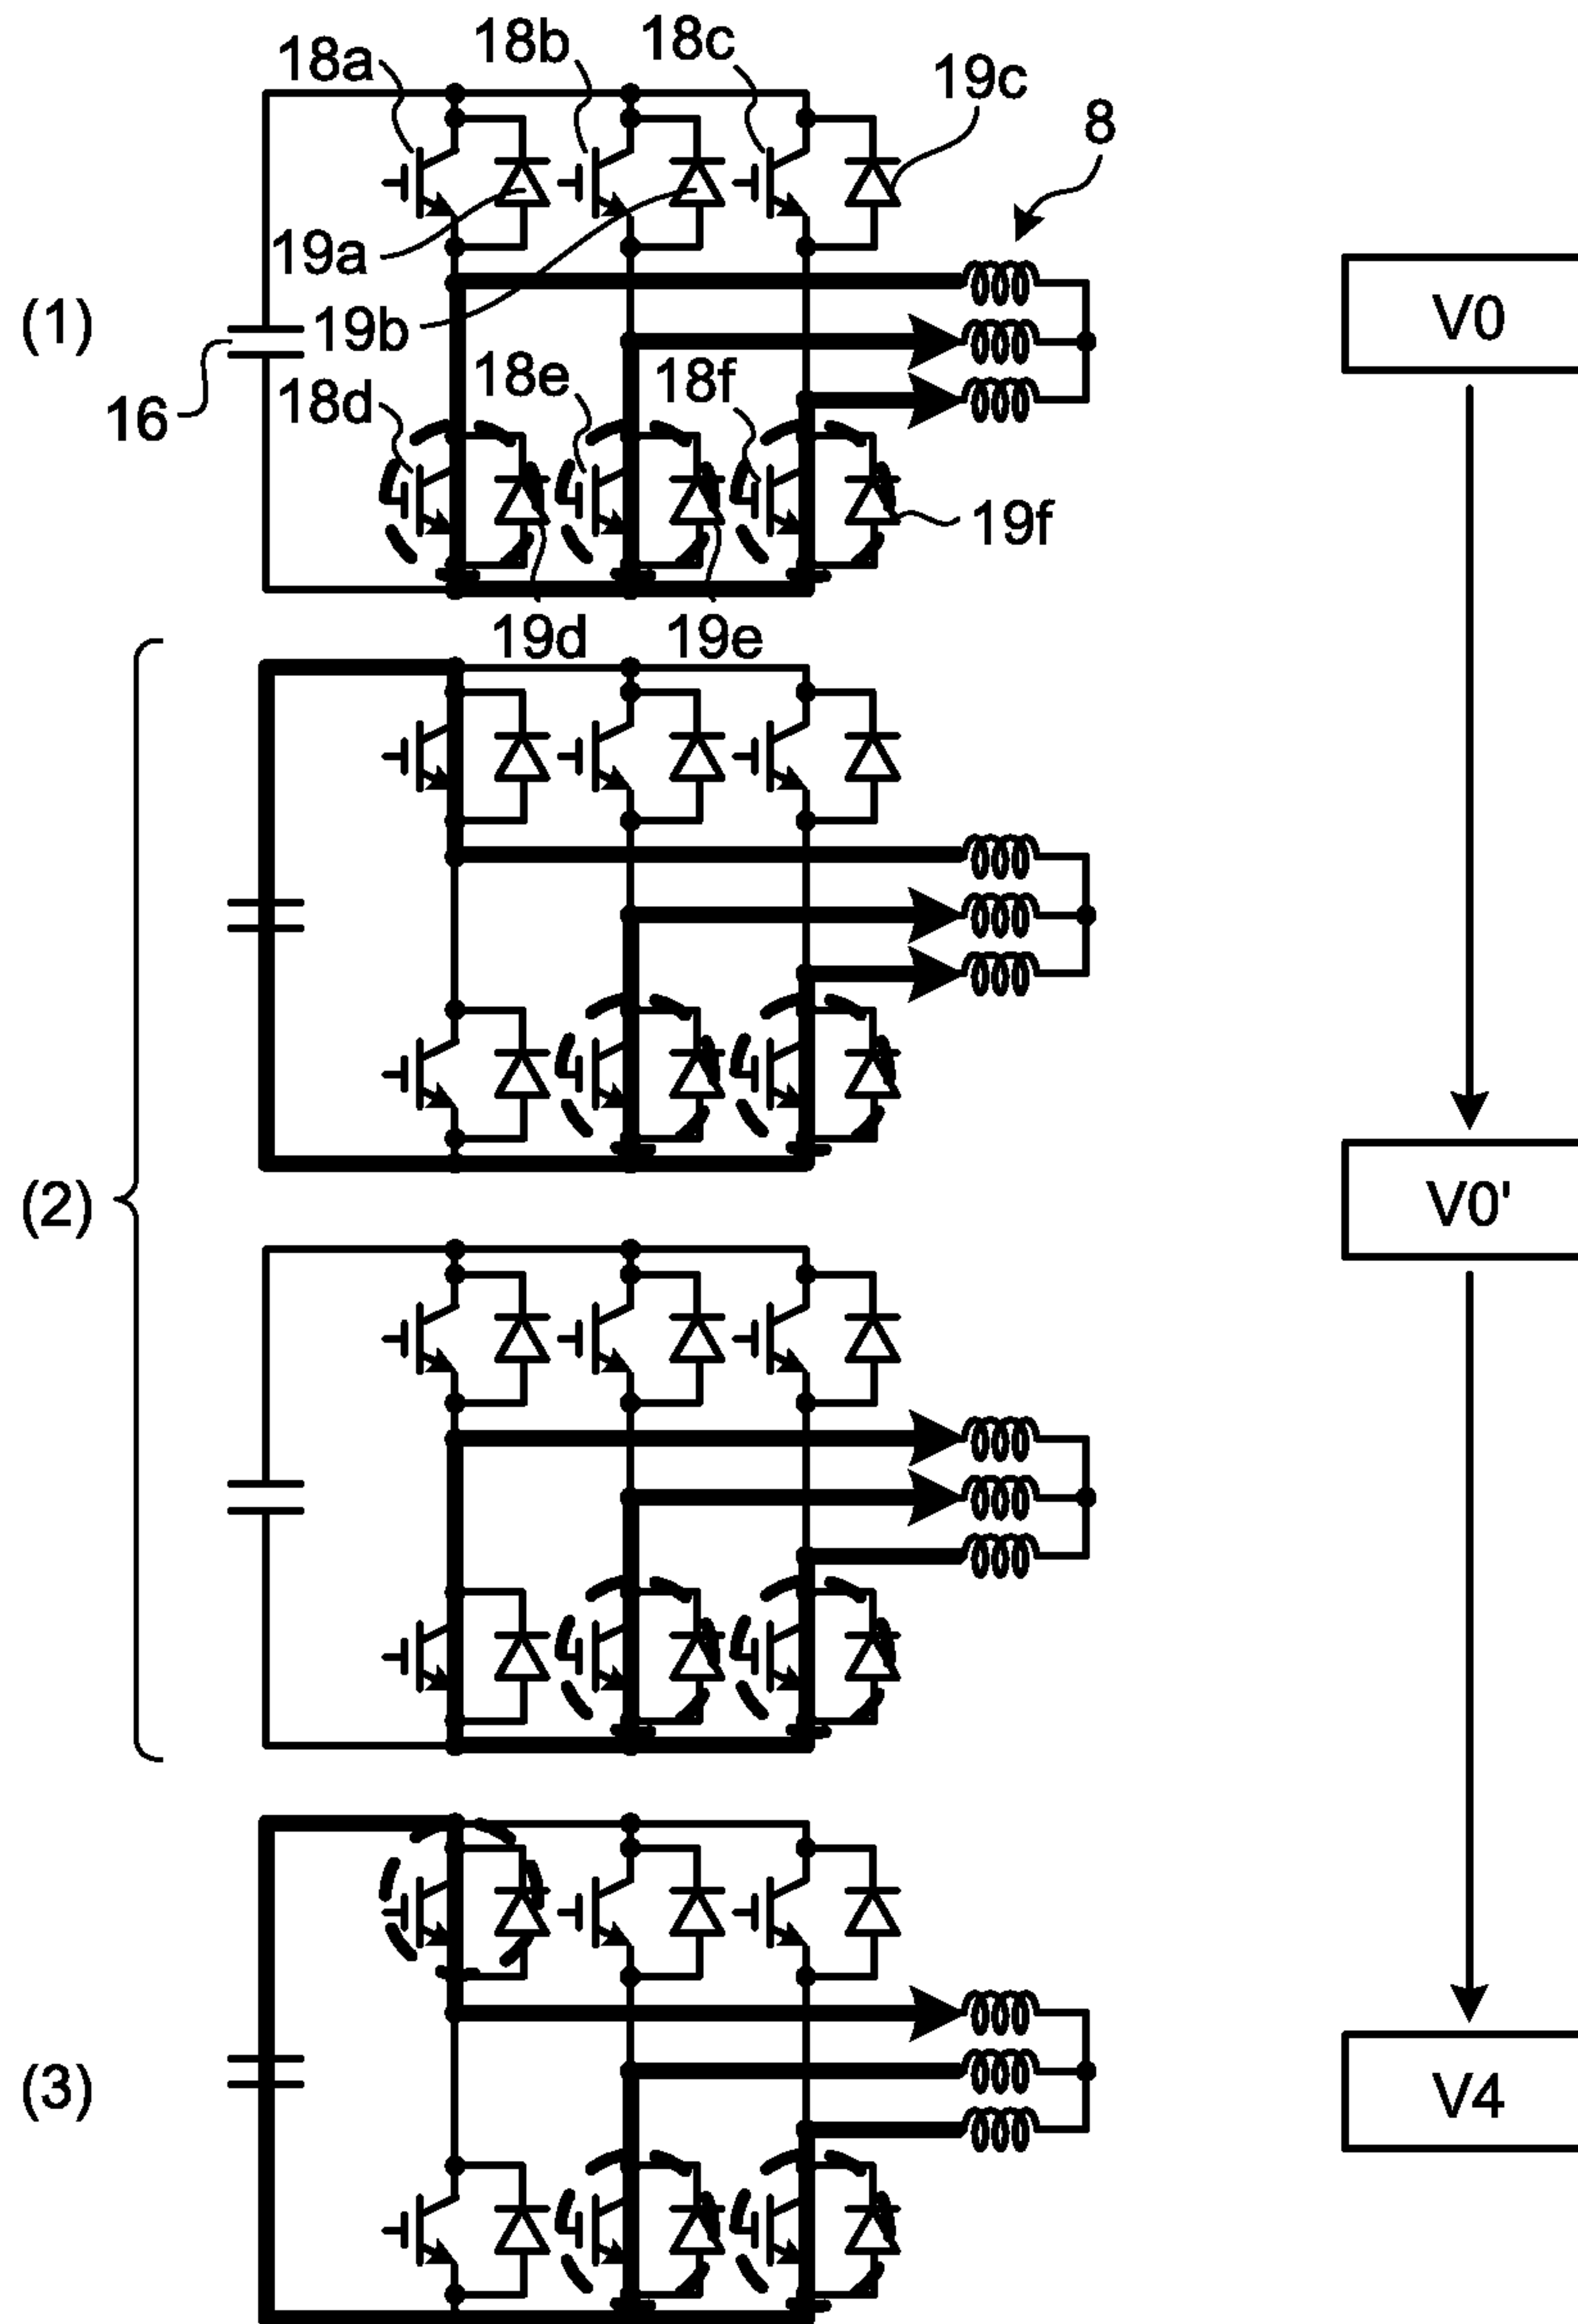 18a
18b
18c
19c
8
19a
(1)
19b
V0
16
18d
18e
18f
19f
19d
19e
(2)
V0'
(3)
V4